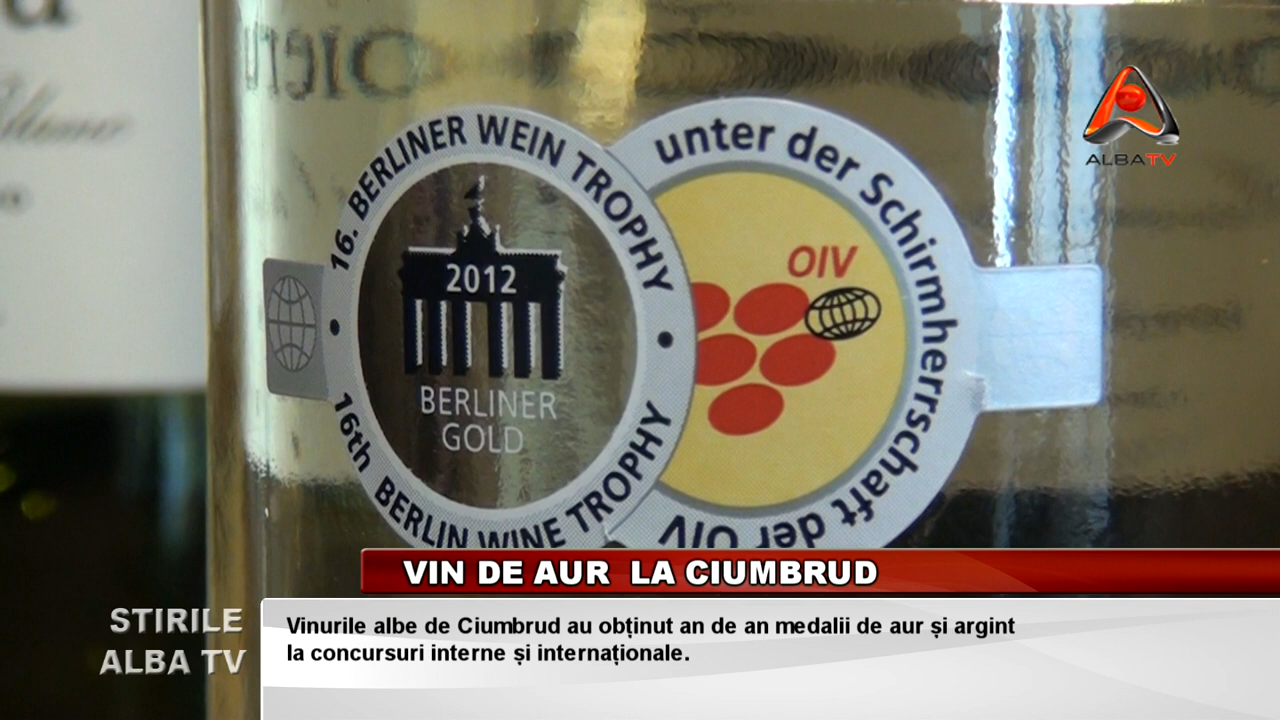 16. BERLINER WEIN TROPHY
2012
BERLINER
GOLD
16th BERLIN WINE TROPHY
unter der Schirmherrschaft der OIV
OIV
ALBATV
VIN DE AUR LA CIUMBRUD
STIRILE
ALBA TV
Vinurile albe de Ciumbrud au obținut an de an medalii de aur și argint
la concursuri interne și internaționale.